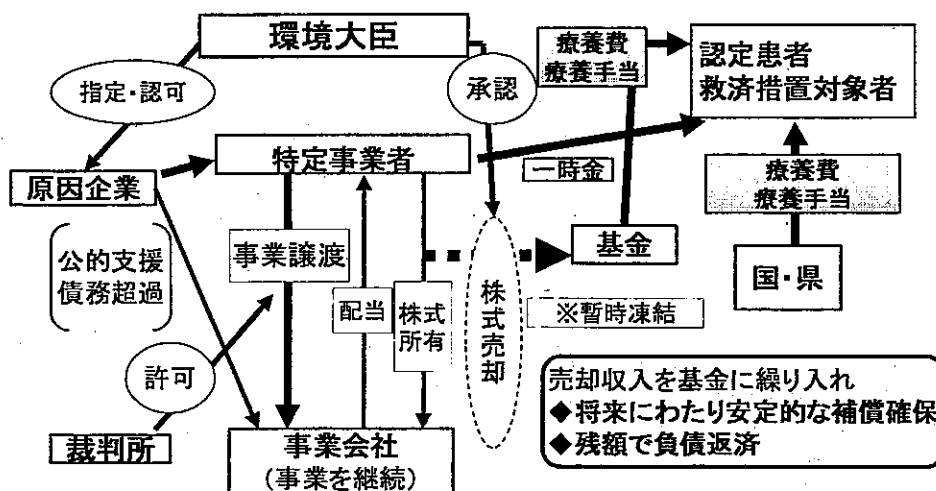 環境大臣
療養費
療養手当
認定患者
救済措置対象者
指定・認可
承認
特定事業者
一時金
療養費
療養手当
原因企業
公的支援
債務超過
事業譲渡
配当
株式
所有
株式売却
基金
国・県
※暫時凍結
許可
売却収入を基金に繰り入れ
◆将来にわたり安定的な補償確保
◆残額で負債返済
裁判所
事業会社
(事業を継続)